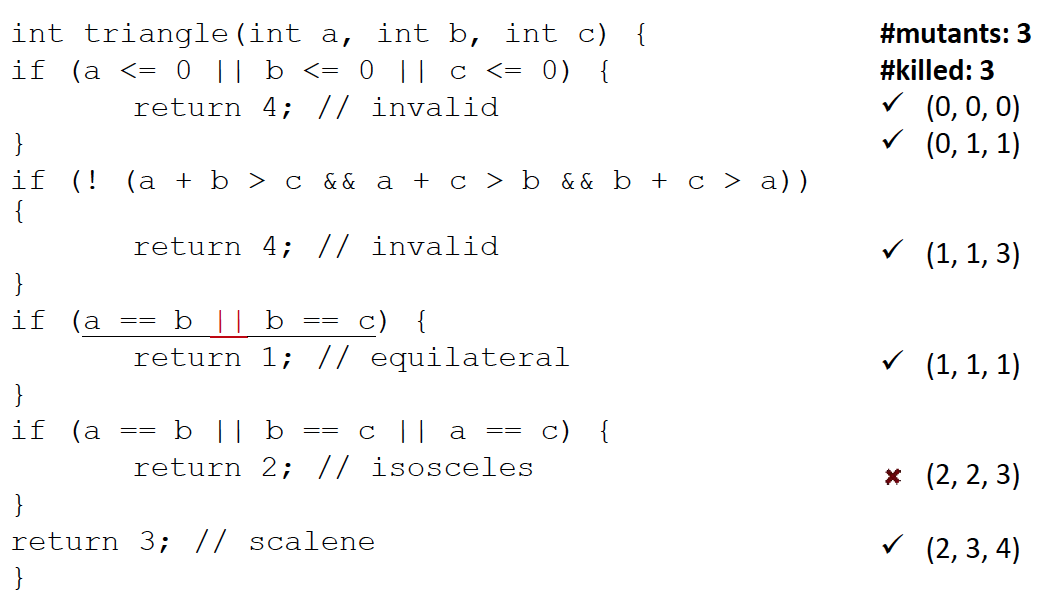 int triangle(int a, int b, int c) {
#mutants: 3
if (a <= 0 || b <= 0 || c <= 0) {
#killed: 3
return 4; // invalid
✓ (0, 0, 0)
}
✓ (0, 1, 1)
if (! (a + b > c && a + c > b && b + c > a))
{
return 4; // invalid
✓ (1, 1, 3)
}
if (a == b || b == c) {
return 1; // equilateral
✓ (1, 1, 1)
}
if (a == b || b == c || a == c) {
return 2; // isosceles
✖ (2, 2, 3)
}
return 3; // scalene
✓ (2, 3, 4)
}